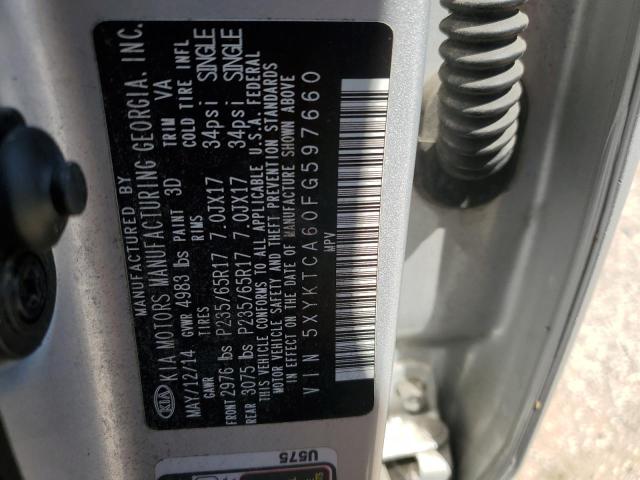 MANUFACTURED BY
KIA KIA MOTORS MANUFACTURING GEORGIA, INC.
MAY/12/14 GVWR 4983 lbs PAINT 3D TRIM VA
GAWR TIRES RIMS COLD TIRE INFL
FRONT 2976 lbs P235/65R17 7.0JX17 34psi SINGLE
REAR 3075 lbs P235/65R17 7.0JX17 34psi SINGLE
THIS VEHICLE CONFORMS TO ALL APPLICABLE U.S.A. FEDERAL
MOTOR VEHICLE SAFETY AND THEFT PREVENTION STANDARDS
IN EFFECT ON THE DATE OF MANUFACTURE SHOWN ABOVE
VIN 5XYKTCA60FG597660
MPV
U575